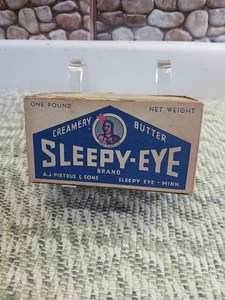 ONE POUND NET WEIGHT
CREAMERY BUTTER
SLEEPY-EYE
BRAND
A.J. PIETRUS & SONS SLEEPY EYE - MINN.